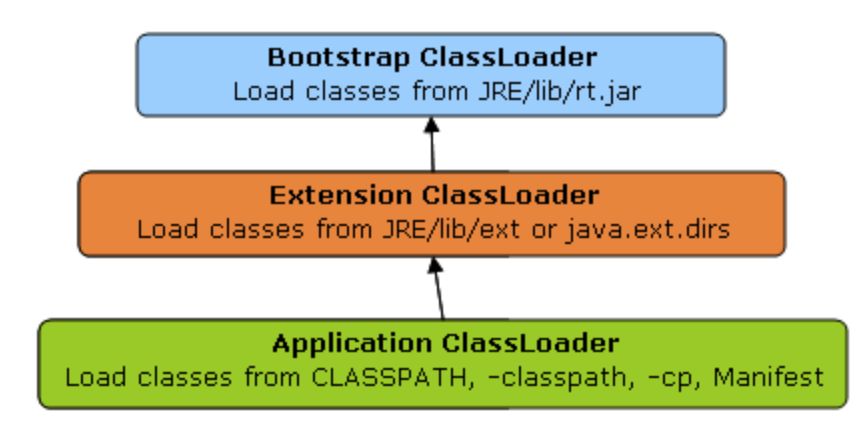 Bootstrap ClassLoader
Load classes from JRE/lib/rt.jar
Extension ClassLoader
Load classes from JRE/lib/ext or java.ext.dirs
Application ClassLoader
Load classes from CLASSPATH, -classpath, -cp, Manifest